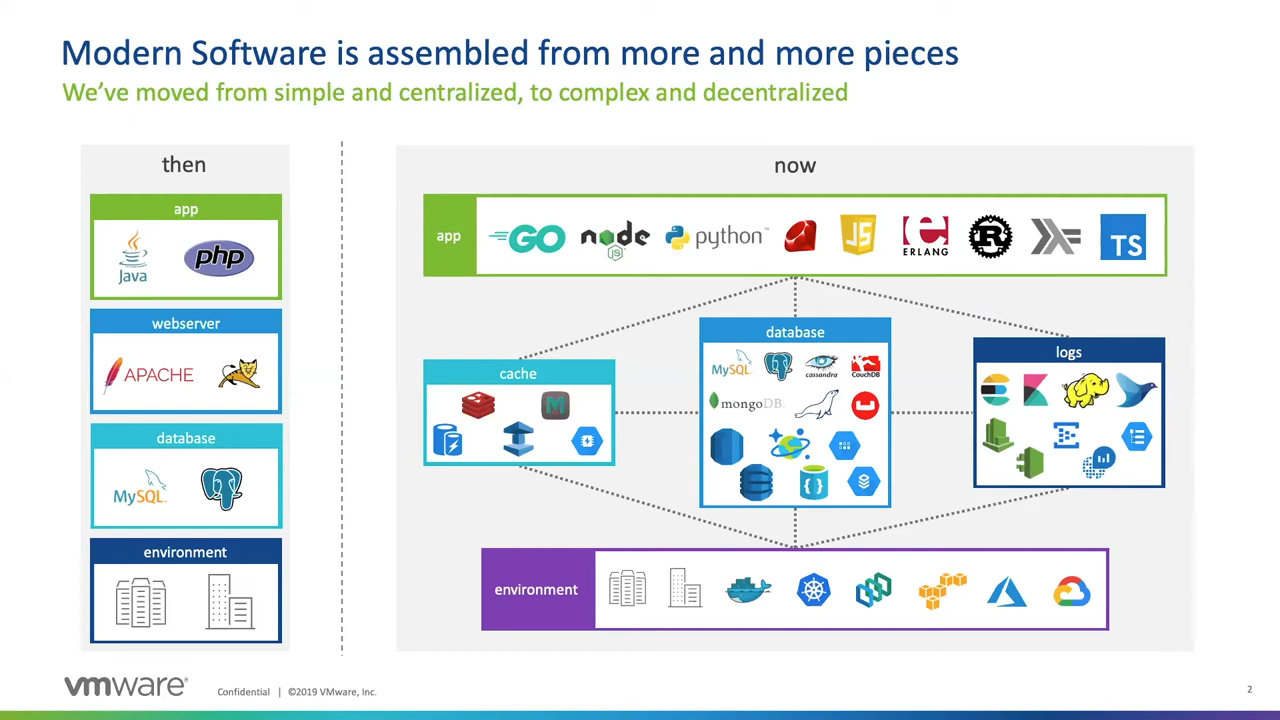 Modern Software is assembled from more and more pieces
We've moved from simple and centralized, to complex and decentralized
then
app
Java
php
webserver
APACHE
database
MySQL
environment
now
app
GO
node
JS
python
JS
e
ERLANG
R
TS
cache
M
database
MySQL
cassandra
CouchDB
mongoDB
{ }
logs
environment
vmware
Confidential | ©2019 VMware, Inc.
2